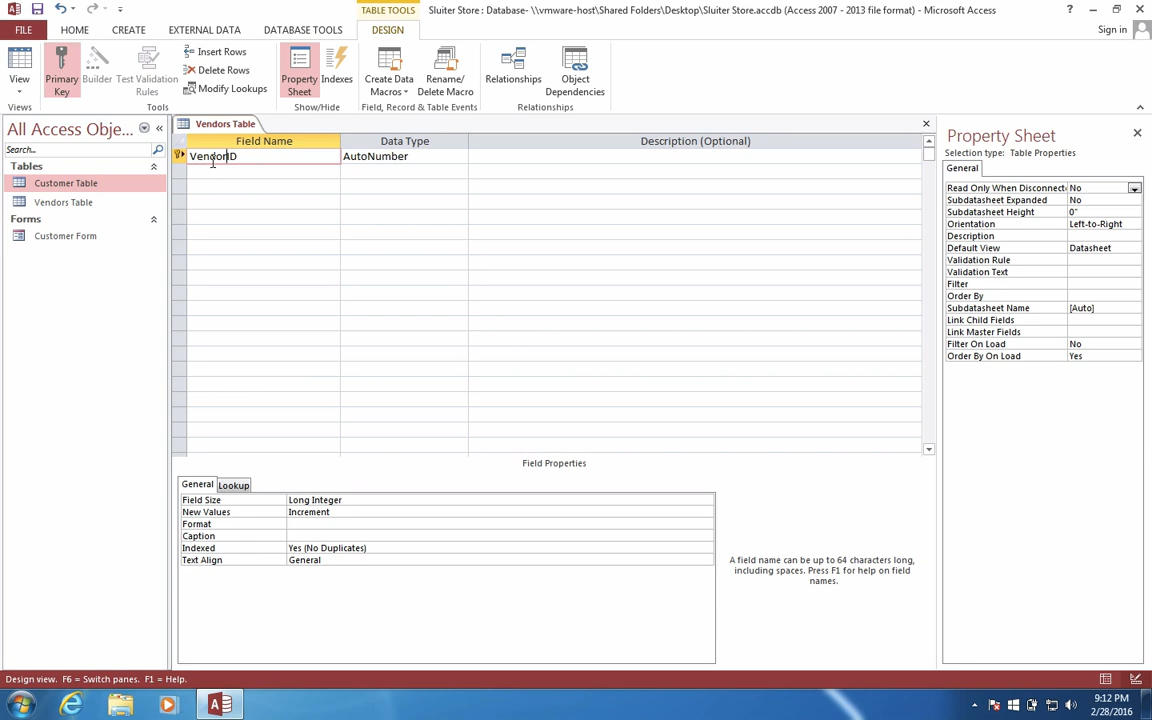 TABLE TOOLS
Sluiter Store : Database- \\vmware-host\Shared Folders\Desktop\Sluiter Store.accdb (Access 2007 - 2013 file format) - Microsoft Access
?
FILE HOME CREATE EXTERNAL DATA DATABASE TOOLS DESIGN
Sign in
View
Primary Key
Builder
Test Validation Rules
Insert Rows
Delete Rows
Modify Lookups
Property Sheet
Indexes
Create Data Macros
Rename/ Delete Macro
Relationships
Object Dependencies
Views Tools Show/Hide Field, Record & Table Events Relationships
All Access Obje...
Search...
Tables
Customer Table
Vendors Table
Forms
Customer Form
Vendors Table
Field Name Data Type Description (Optional)
VendorID AutoNumber
Field Properties
General Lookup
Field Size Long Integer
New Values Increment
Format
Caption
Indexed Yes (No Duplicates)
Text Align General
A field name can be up to 64 characters long,
including spaces. Press F1 for help on field
names.
Property Sheet
Selection type: Table Properties
General
Read Only When Disconnect No
Subdatasheet Expanded No
Subdatasheet Height 0"
Orientation Left-to-Right
Description
Default View Datasheet
Validation Rule
Validation Text
Filter
Order By
Subdatasheet Name [Auto]
Link Child Fields
Link Master Fields
Filter On Load No
Order By On Load Yes
Design view. F6 = Switch panes. F1 = Help.
9:12 PM
2/28/2016